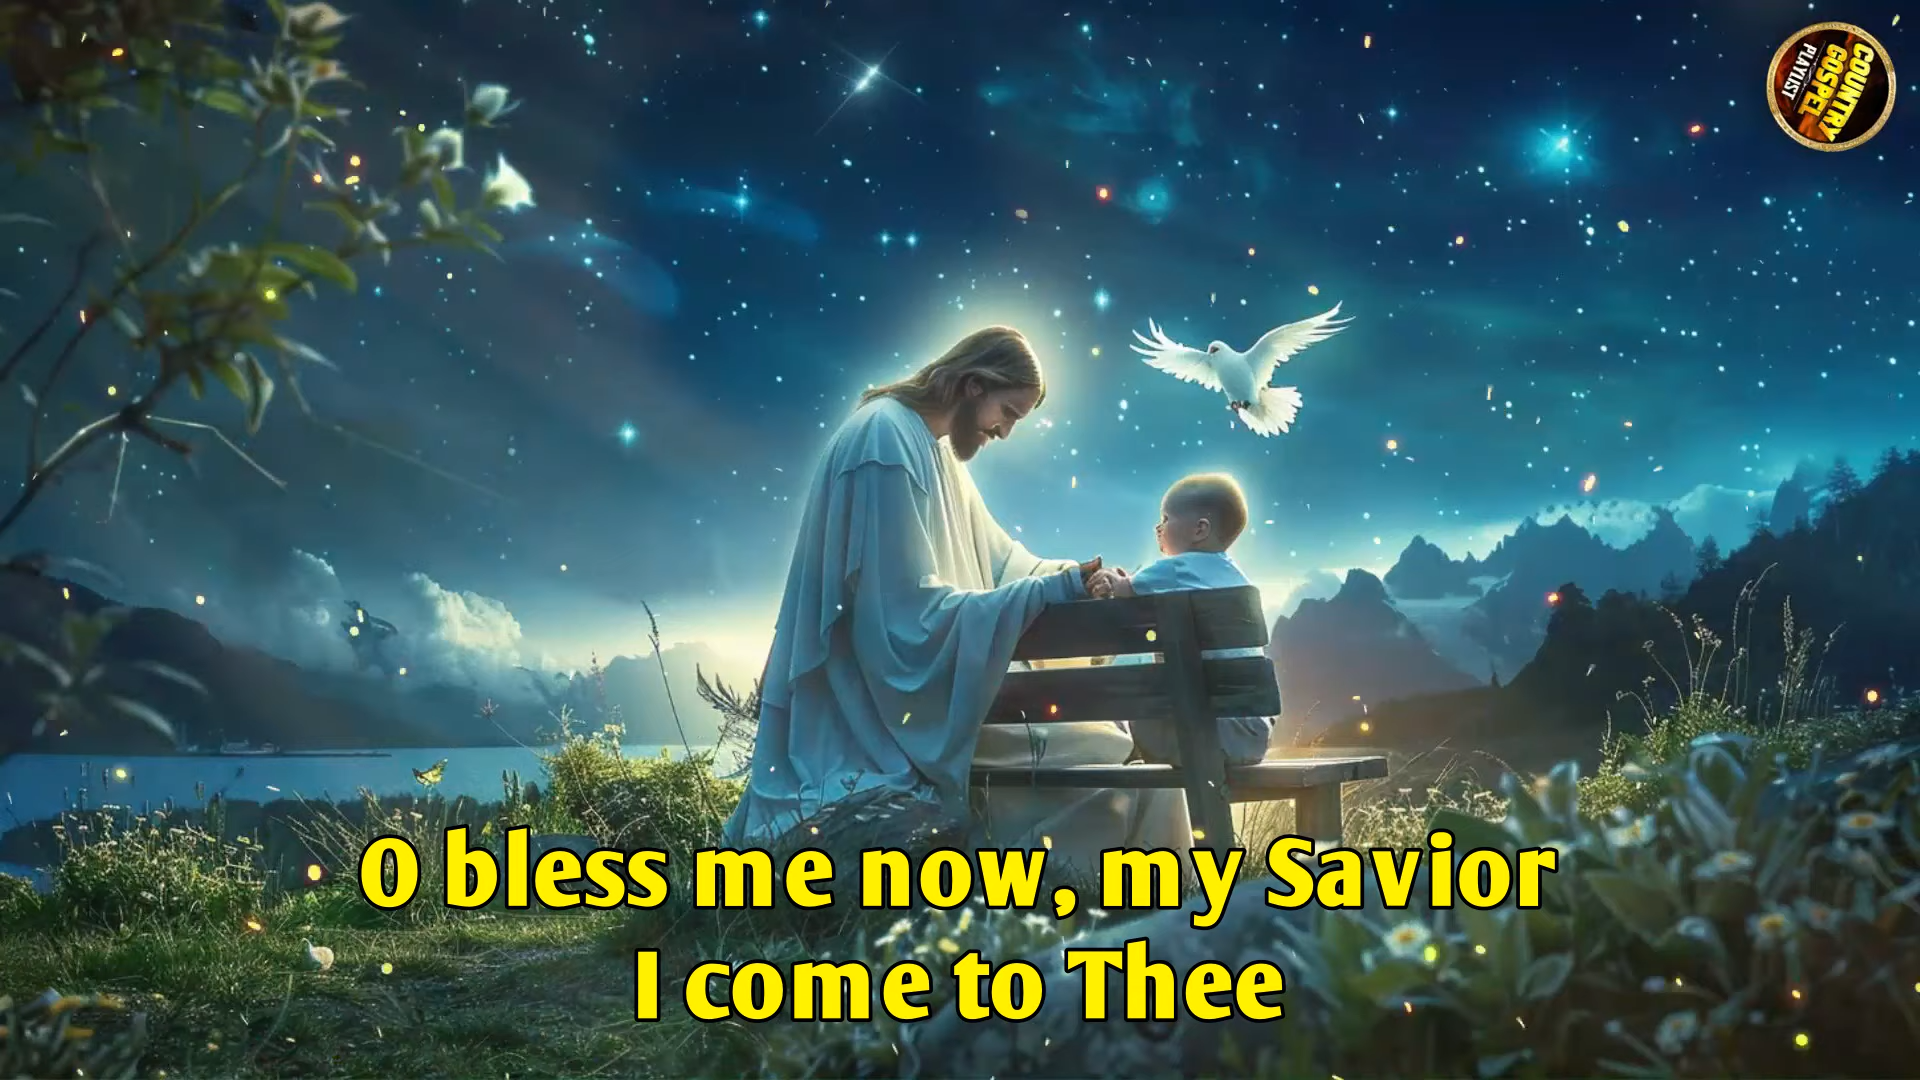 COUNTRY
GOSPEL
PLAYLIST
O bless me now, my Savior
I come to Thee